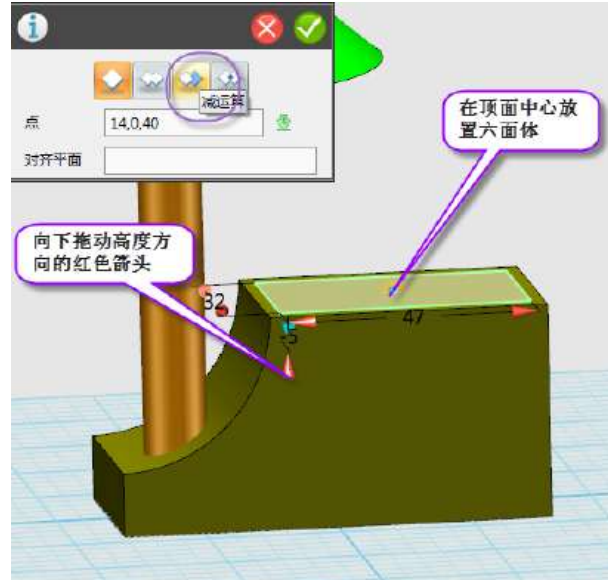 减运算
点
14,0,40
对齐平面
在顶面中心放
置六面体
向下拖动高度方
向的红色箭头
32
47
-5